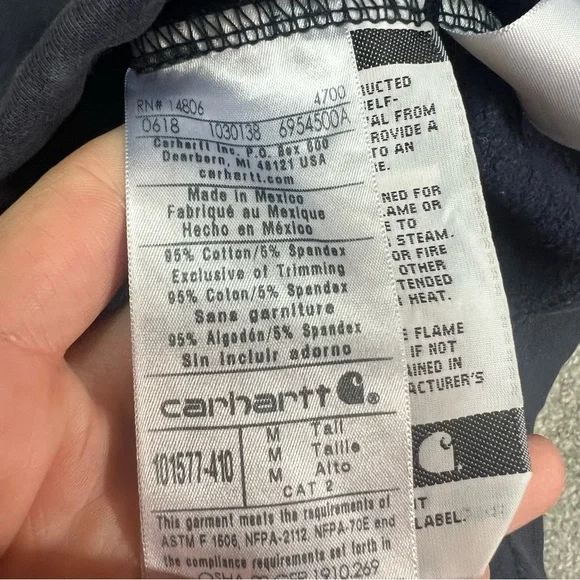 RN# 14806 4700
0618 1030138 6954500A
Carhartt Inc. P.O. Box 600
Dearborn, MI 48121 USA
carhartt.com
Made in Mexico
Fabriqué au Mexique
Hecho en México
95% Cotton/5% Spandex
Exclusive of Trimming
95% Coton/5% Spandex
Sans garniture
95% Algodón/5% Spandex
Sin Incluir adorno
carhartt
101577-410
M Tall
M Taille
M Alto
CAT 2
This garment meets the requirements of
ASTM F 1506, NFPA-2112, NFPA-70E and
the compliance requirements set forth in
OSHA 1910.269
UCTED
ELF-
AL FROM
ROVIDE A
TO AN
E.
NED FOR
AME OR
E TO
STEAM.
OR FIRE
OTHER
TENDED
HEAT.
E FLAME
IF NOT
AINED IN
ACTURER'S
T
LABEL.